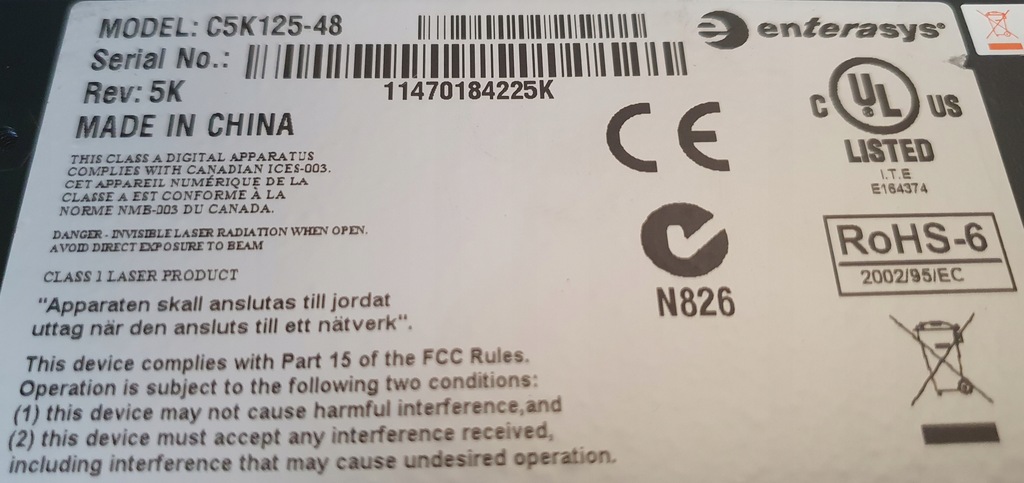 MODEL: C5K125-48
Serial No.:
Rev: 5K
11470184225K
MADE IN CHINA
THIS CLASS A DIGITAL APPARATUS
COMPLIES WITH CANADIAN ICES-003.
CET APPAREIL NUMÉRIQUE DE LA
CLASSE A EST CONFORME À LA
NORME NMB-003 DU CANADA.
DANGER - INVISIBLE LASER RADIATION WHEN OPEN.
AVOID DIRECT EXPOSURE TO BEAM
CLASS 1 LASER PRODUCT
"Apparaten skall anslutas till jordat
uttag när den ansluts till ett nätverk".
This device complies with Part 15 of the FCC Rules.
Operation is subject to the following two conditions:
(1) this device may not cause harmful interference,and
(2) this device must accept any interference received,
including interference that may cause undesired operation.
enterasys®
CE
C UL® US
LISTED
I.T.E
E164374
N826
RoHS-6
2002/95/EC